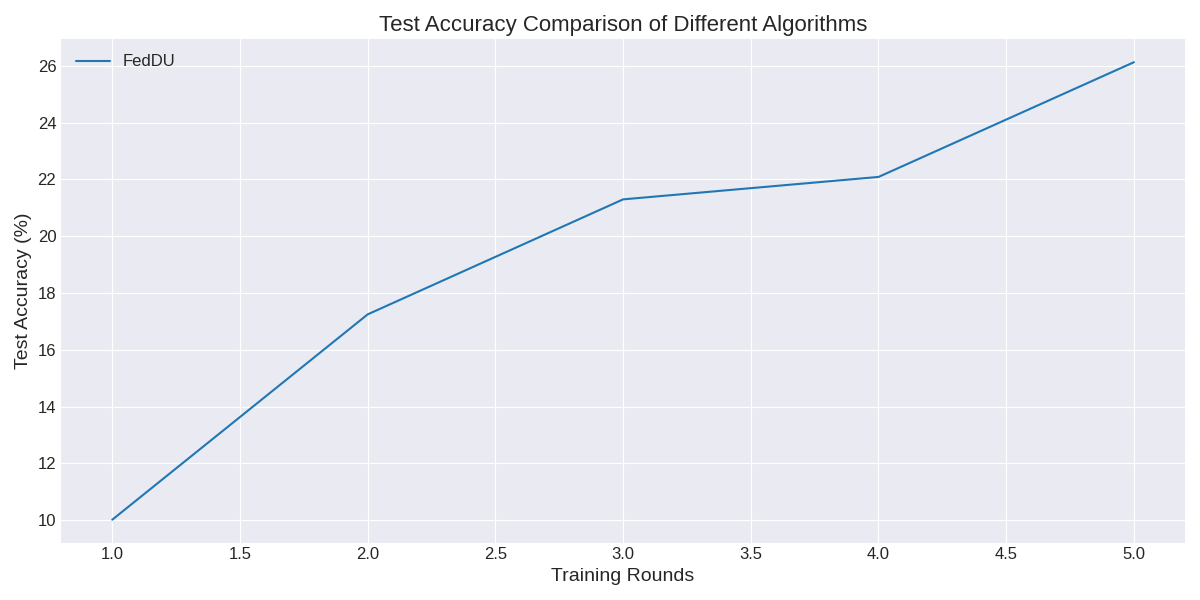 Test Accuracy Comparison of Different Algorithms
FedDU
Test Accuracy (%)
26
24
22
20
18
16
14
12
10
1.0 1.5 2.0 2.5 3.0 3.5 4.0 4.5 5.0
Training Rounds